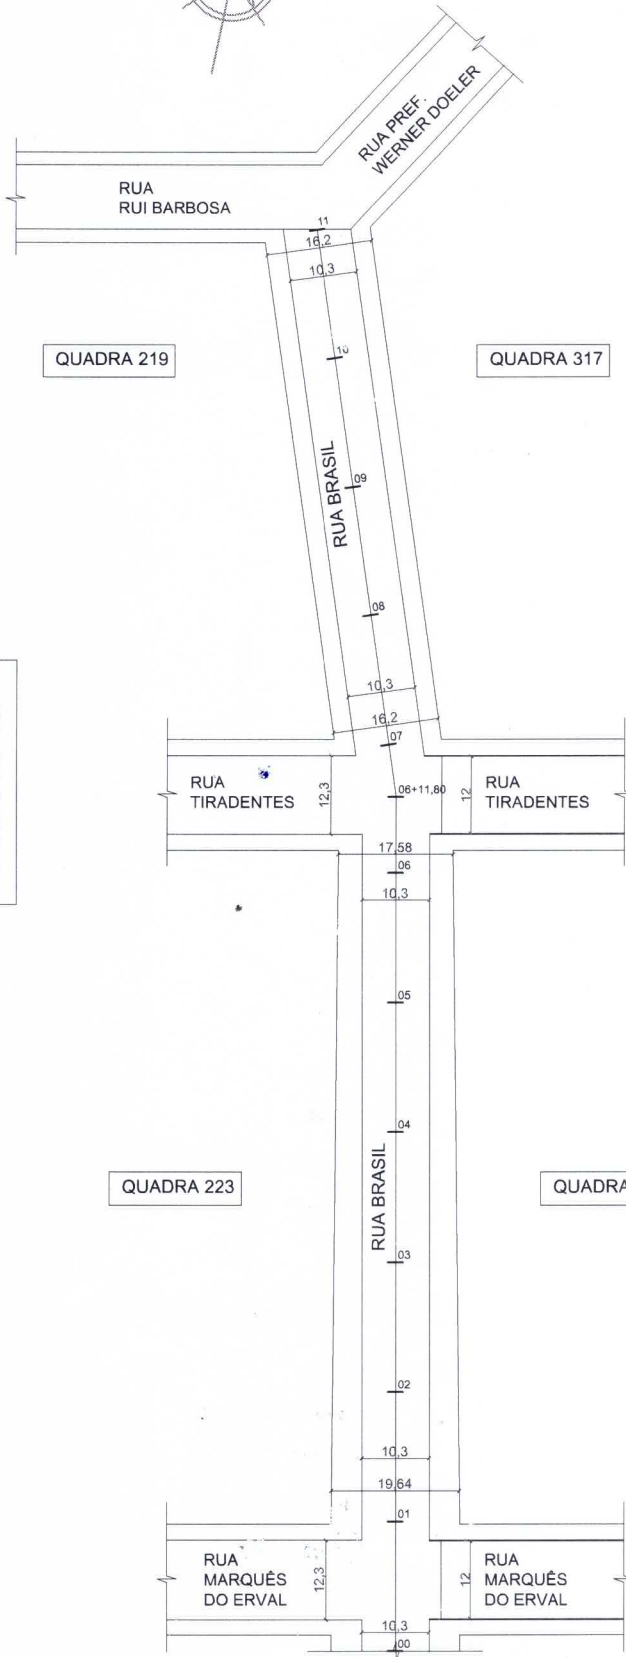 RUA PREF.
WERNER DOELER
RUA
RUI BARBOSA
11
16,2
10,3
10
QUADRA 219
QUADRA 317
RUA BRASIL
09
08
10,3
16,2
07
RUA
TIRADENTES
12,3
06+11,80
12
RUA
TIRADENTES
17,58
06
10,3
05
04
RUA BRASIL
QUADRA 223
QUADRA
03
02
10,3
19,64
01
RUA
MARQUÊS
DO ERVAL
12,3
12
RUA
MARQUÊS
DO ERVAL
10,3
00